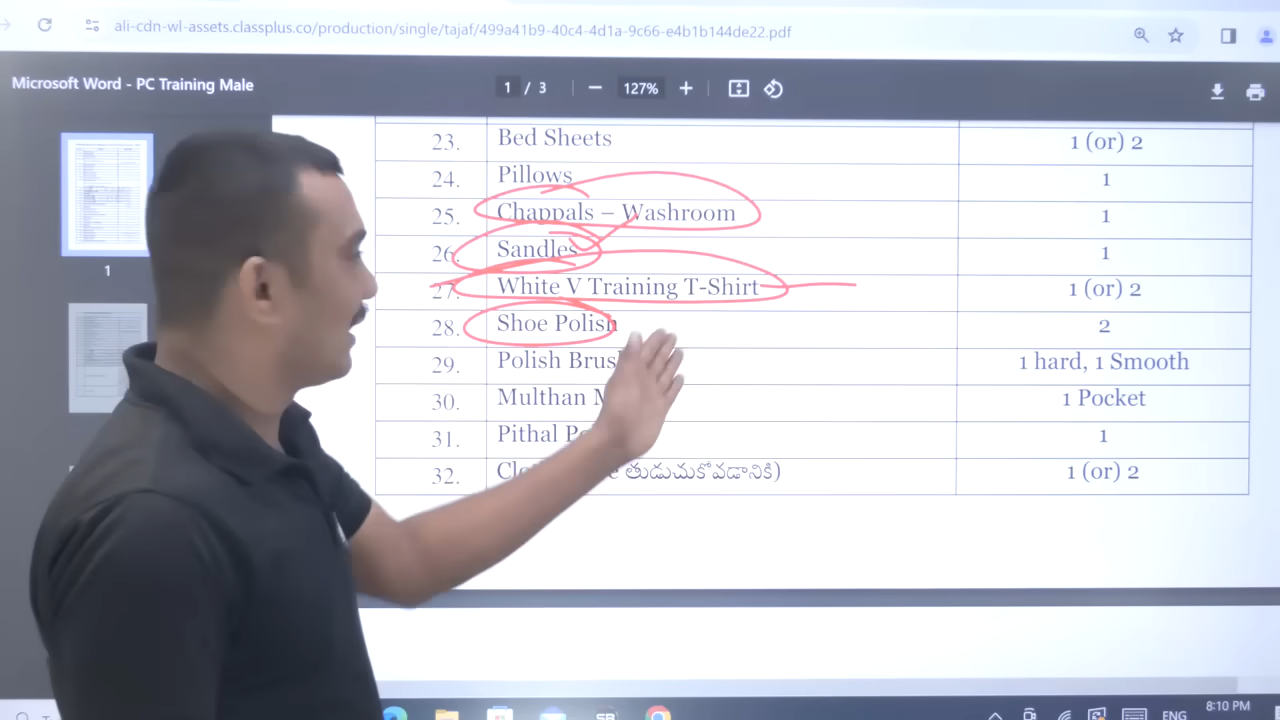 ali-cdn-wl-assets.classplus.co/production/single/tajaf/499a41b9-40c4-4d1a-9c66-e4b1b144de22.pdf
Microsoft Word - PC Training Male
1 / 3
127%
23. Bed Sheets 1 (or) 2
24. Pillows 1
25. Chappals – Washroom 1
26. Sandles 1
27. White V Training T-Shirt 1 (or) 2
28. Shoe Polish 2
29. Polish 1 hard, 1 Smooth
30. Multhan 1 Pocket
31. Pithal 1
32. తుడుచుకోవడానికి) 1 (or) 2
1
8:10 PM
ENG